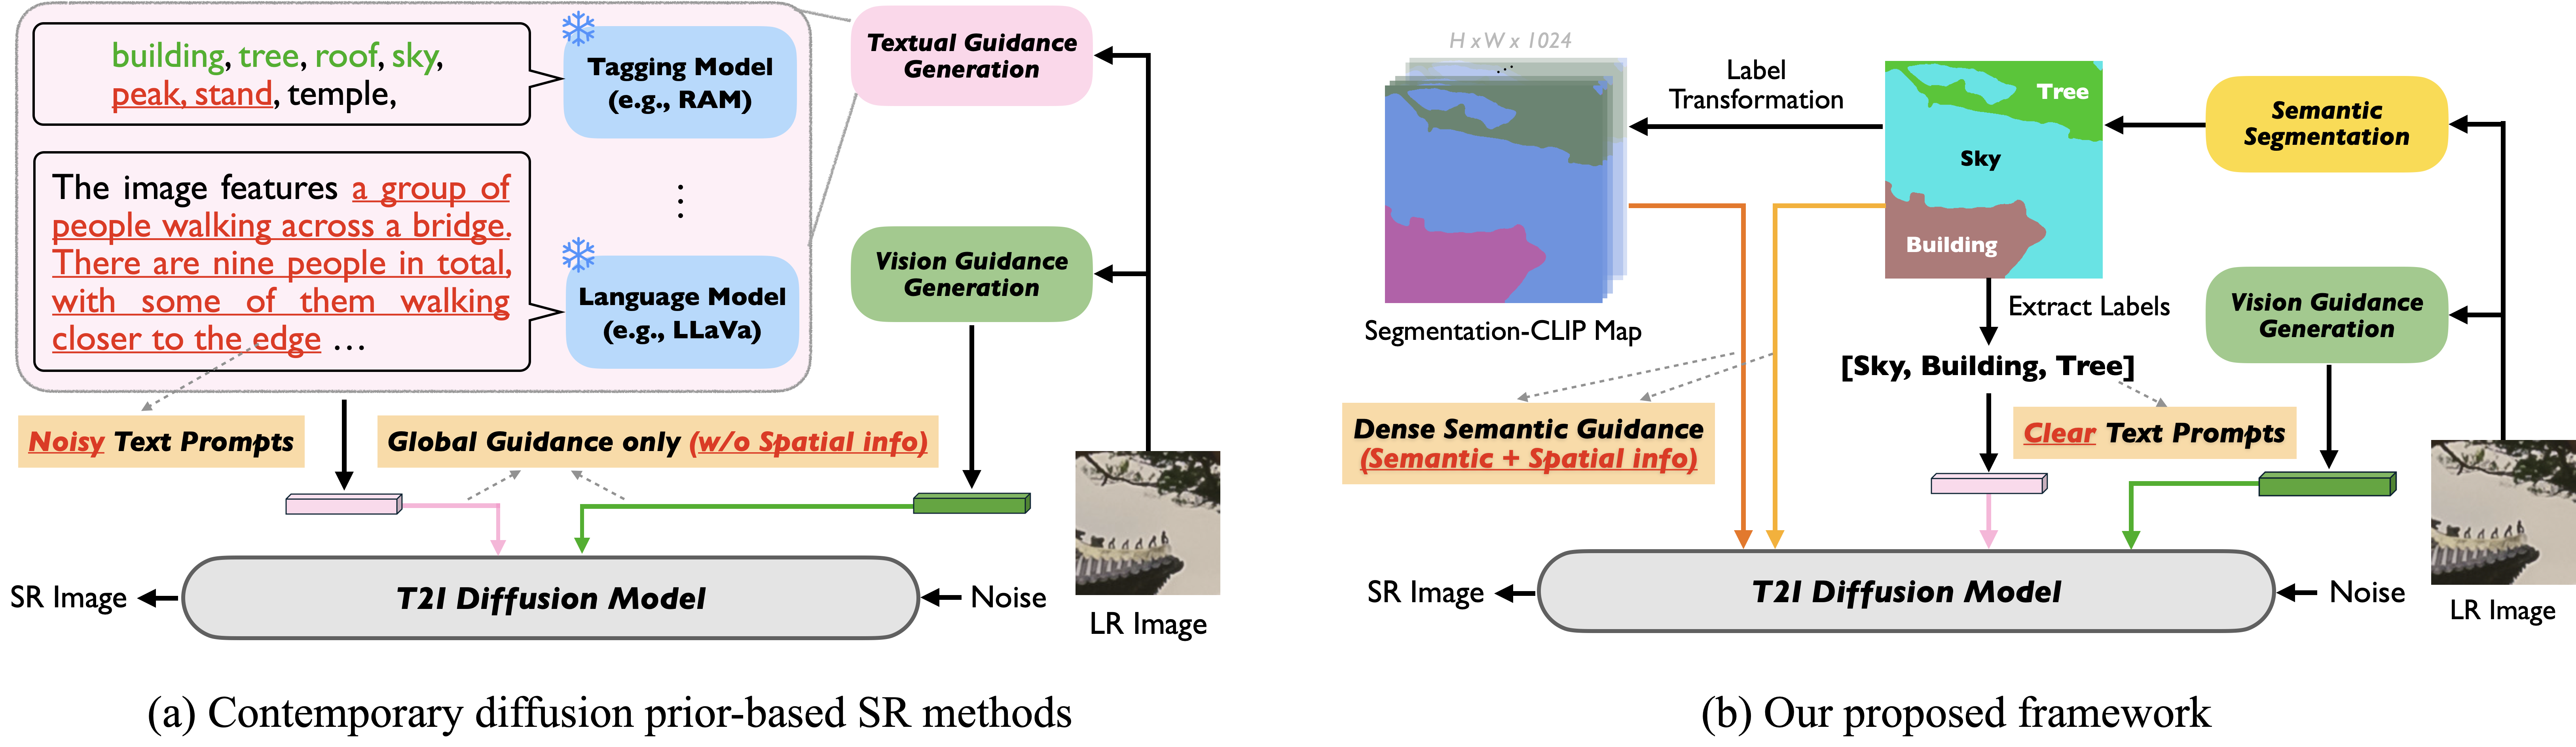 building, tree, roof, sky,
peak, stand, temple,
Tagging Model
(e.g., RAM)
The image features a group of
people walking across a bridge.
There are nine people in total,
with some of them walking
closer to the edge ...
Language Model
(e.g., LLaVa)
Textual Guidance
Generation
Vision Guidance
Generation
Noisy Text Prompts
Global Guidance only (w/o Spatial info)
T2I Diffusion Model
SR Image
Noise
LR Image
(a) Contemporary diffusion prior-based SR methods
H x W x 1024
Segmentation-CLIP Map
Label
Transformation
Tree
Sky
Building
Semantic
Segmentation
Extract Labels
[Sky, Building, Tree]
Vision Guidance
Generation
Dense Semantic Guidance
(Semantic + Spatial info)
Clear Text Prompts
T2I Diffusion Model
SR Image
Noise
LR Image
(b) Our proposed framework